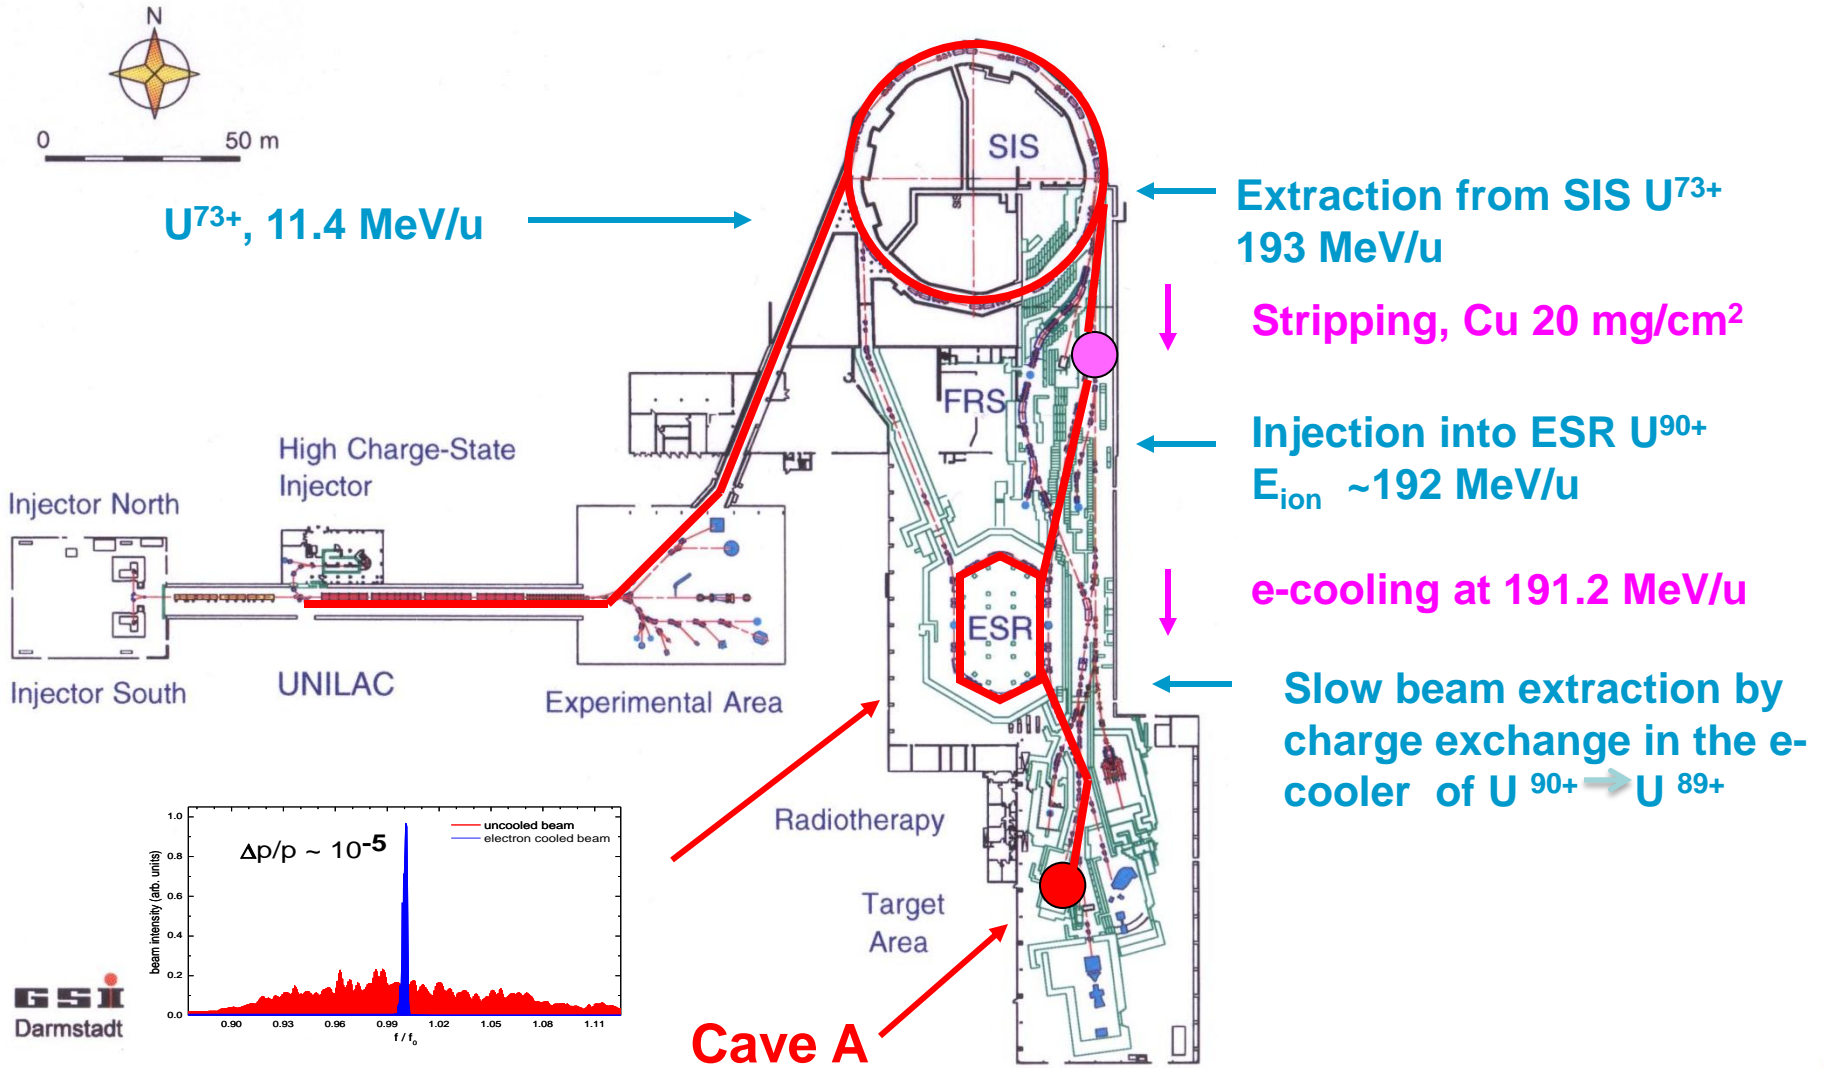 N
0 50 m
SIS
SIS
U73+, 11.4 MeV/u
Extraction from SIS U73+
193 MeV/u
Stripping, Cu 20 mg/cm2
FRS
Injection into ESR U90+
Eion ~192 MeV/u
High Charge-State
Injector
Injector North
e-cooling at 191.2 MeV/u
ESR
Injector South
UNILAC
Experimental Area
Slow beam extraction by
charge exchange in the e-
cooler of U 90+ U 89+
Radiotherapy
Target
Area
Δp/p ~ 10-5
uncooled beam
electron cooled beam
beam intensity (arb. units)
1.0
0.8
0.6
0.4
0.2
0.0
0.90 0.93 0.96 0.99 1.02 1.05 1.08 1.11
f / f0
GSI
Darmstadt
Cave A